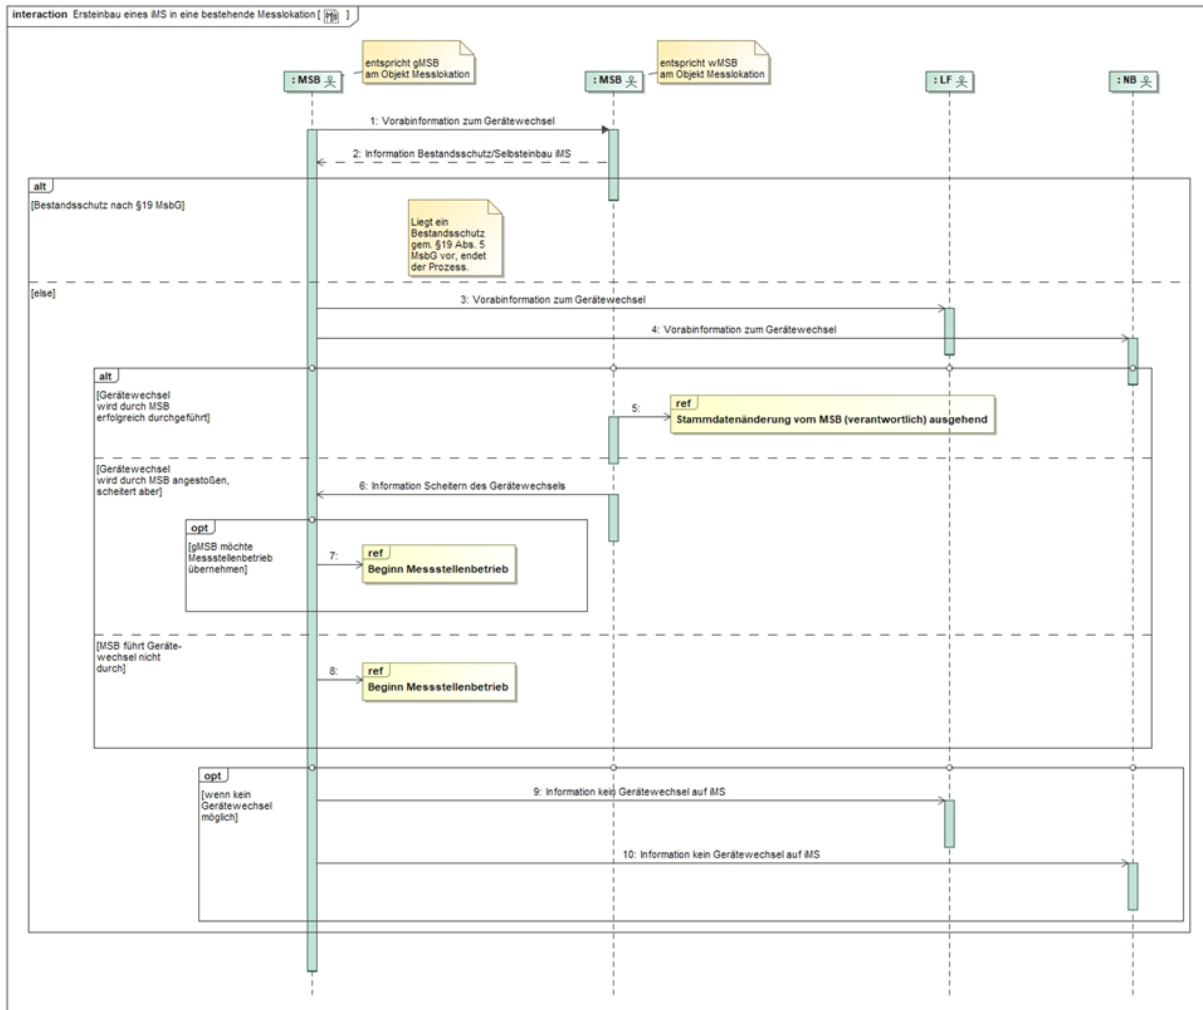 interaction Ersteinbau eines iMS in eine bestehende Messlokation [ ]
entspricht gMSB
am Objekt Messlokation
entspricht wMSB
am Objekt Messlokation
: MSB
: MSB
: LF
: NB
1: Vorabinformation zum Gerätewechsel
2: Information Bestandsschutz/Selbsteinbau iMS
alt
[Bestandsschutz nach §19 MsbG]
Liegt ein
Bestandsschutz
gem. §19 Abs. 5
MsbG vor, endet
der Prozess.
[else]
3: Vorabinformation zum Gerätewechsel
4: Vorabinformation zum Gerätewechsel
alt
[Gerätewechsel
wird durch MSB
erfolgreich durchgeführt]
5:
ref
Stammdatenänderung vom MSB (verantwortlich) ausgehend
[Gerätewechsel
wird durch MSB angestoßen,
scheitert aber]
6: Information Scheitern des Gerätewechsels
opt
[gMSB möchte
Messstellenbetrieb
übernehmen]
7:
ref
Beginn Messstellenbetrieb
[MSB führt Geräte-
wechsel nicht
durch]
8:
ref
Beginn Messstellenbetrieb
opt
[wenn kein
Gerätewechsel
möglich]
9: Information kein Gerätewechsel auf iMS
10: Information kein Gerätewechsel auf iMS